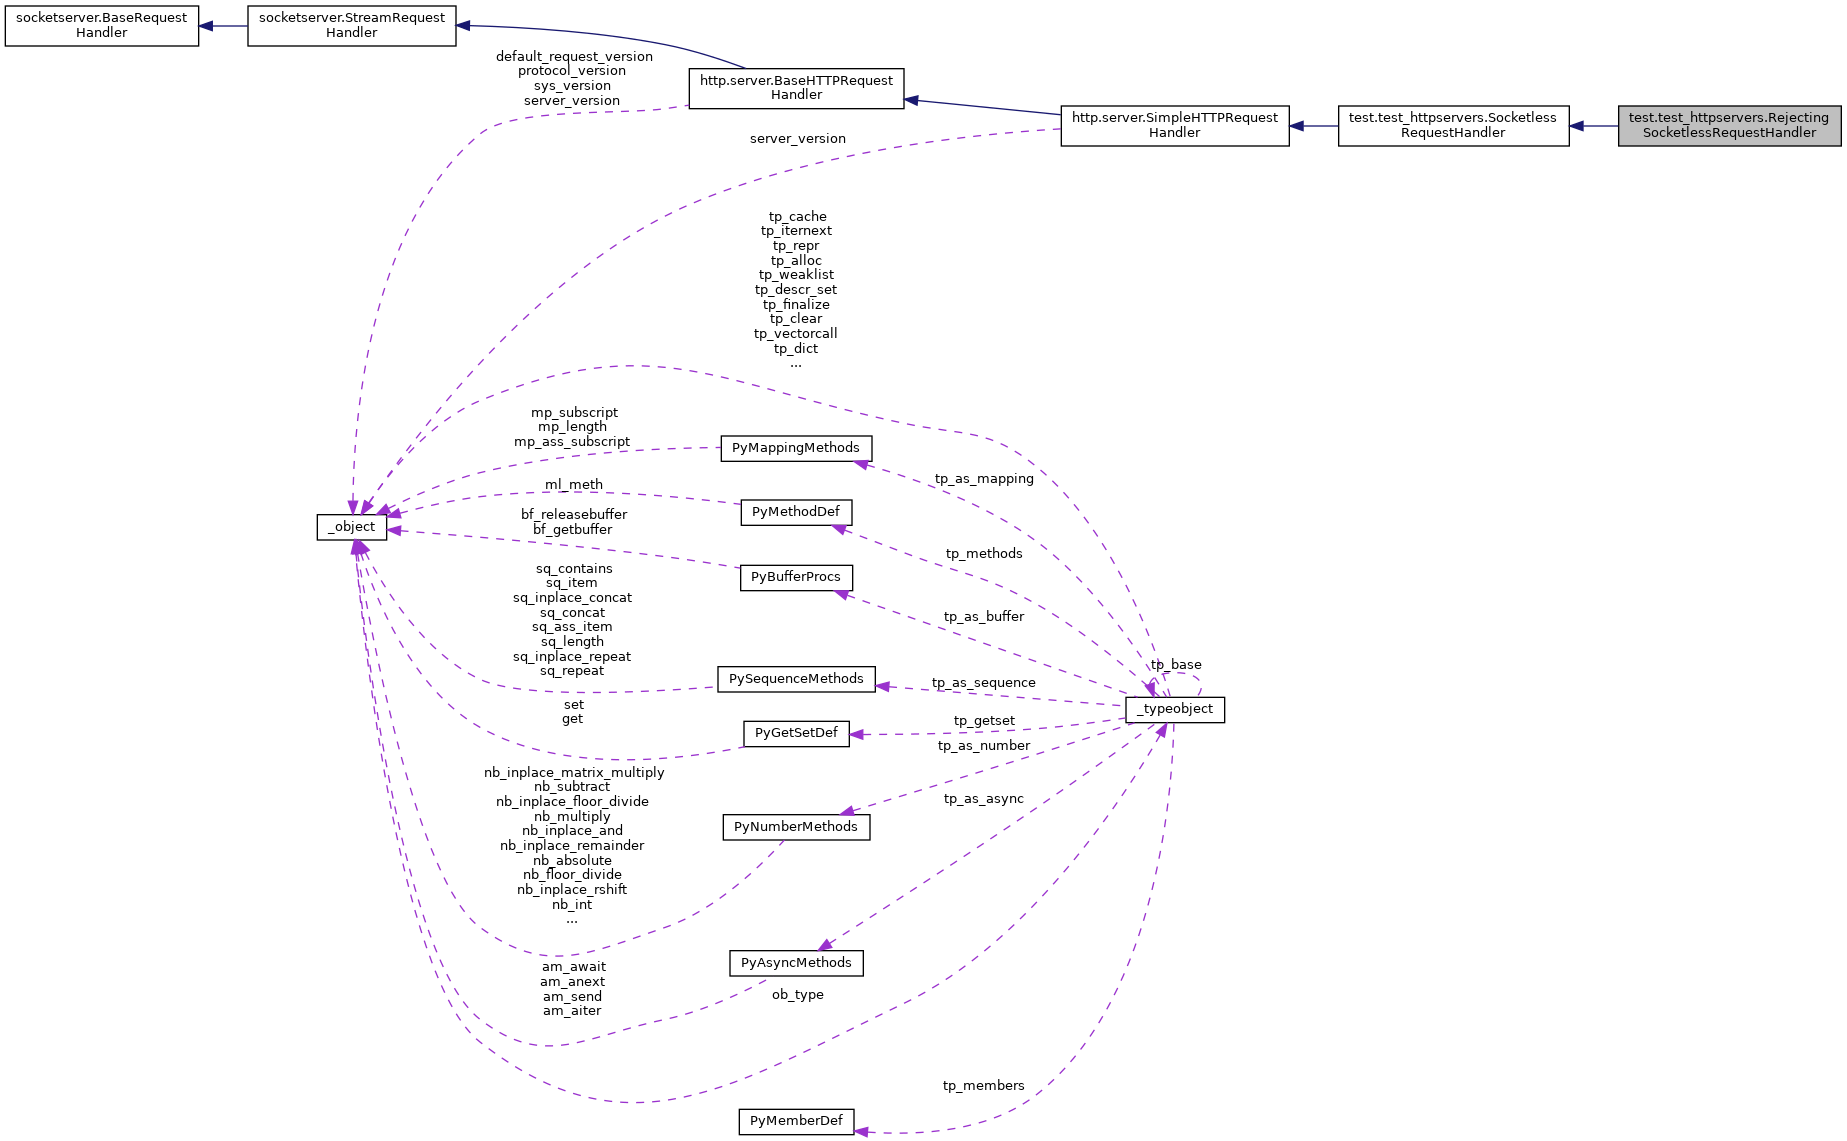 socketserver.BaseRequest
Handler
socketserver.StreamRequest
Handler
default_request_version
protocol_version
sys_version
server_version
http.server.BaseHTTPRequest
Handler
http.server.SimpleHTTPRequest
Handler
test.test_httpservers.Socketless
RequestHandler
test.test_httpservers.Rejecting
SocketlessRequestHandler
server_version
tp_cache
tp_iternext
tp_repr
tp_alloc
tp_weaklist
tp_descr_set
tp_finalize
tp_clear
tp_vectorcall
tp_dict
...
mp_subscript
mp_length
mp_ass_subscript
PyMappingMethods
tp_as_mapping
ml_meth
PyMethodDef
_object
bf_releasebuffer
bf_getbuffer
tp_methods
PyBufferProcs
sq_contains
sq_item
sq_inplace_concat
sq_concat
sq_ass_item
sq_length
sq_inplace_repeat
sq_repeat
tp_as_buffer
tp_base
PySequenceMethods
tp_as_sequence
_typeobject
set
get
PyGetSetDef
tp_getset
tp_as_number
nb_inplace_matrix_multiply
nb_subtract
nb_inplace_floor_divide
nb_multiply
nb_inplace_and
nb_inplace_remainder
nb_absolute
nb_floor_divide
nb_inplace_rshift
nb_int
...
PyNumberMethods
tp_as_async
am_await
am_anext
am_send
am_aiter
PyAsyncMethods
ob_type
tp_members
PyMemberDef